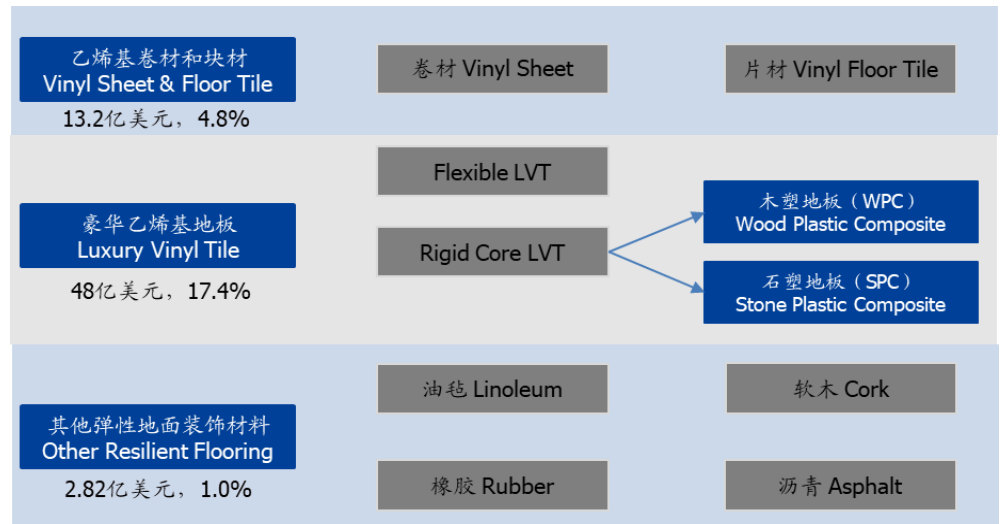 乙烯基卷材和块材
Vinyl Sheet & Floor Tile
13.2亿美元，4.8%
卷材 Vinyl Sheet
片材 Vinyl Floor Tile
豪华乙烯基地板
Luxury Vinyl Tile
48亿美元，17.4%
Flexible LVT
Rigid Core LVT
木塑地板（WPC）
Wood Plastic Composite
石塑地板（SPC）
Stone Plastic Composite
其他弹性地面装饰材料
Other Resilient Flooring
2.82亿美元，1.0%
油毡 Linoleum
软木 Cork
橡胶 Rubber
沥青 Asphalt